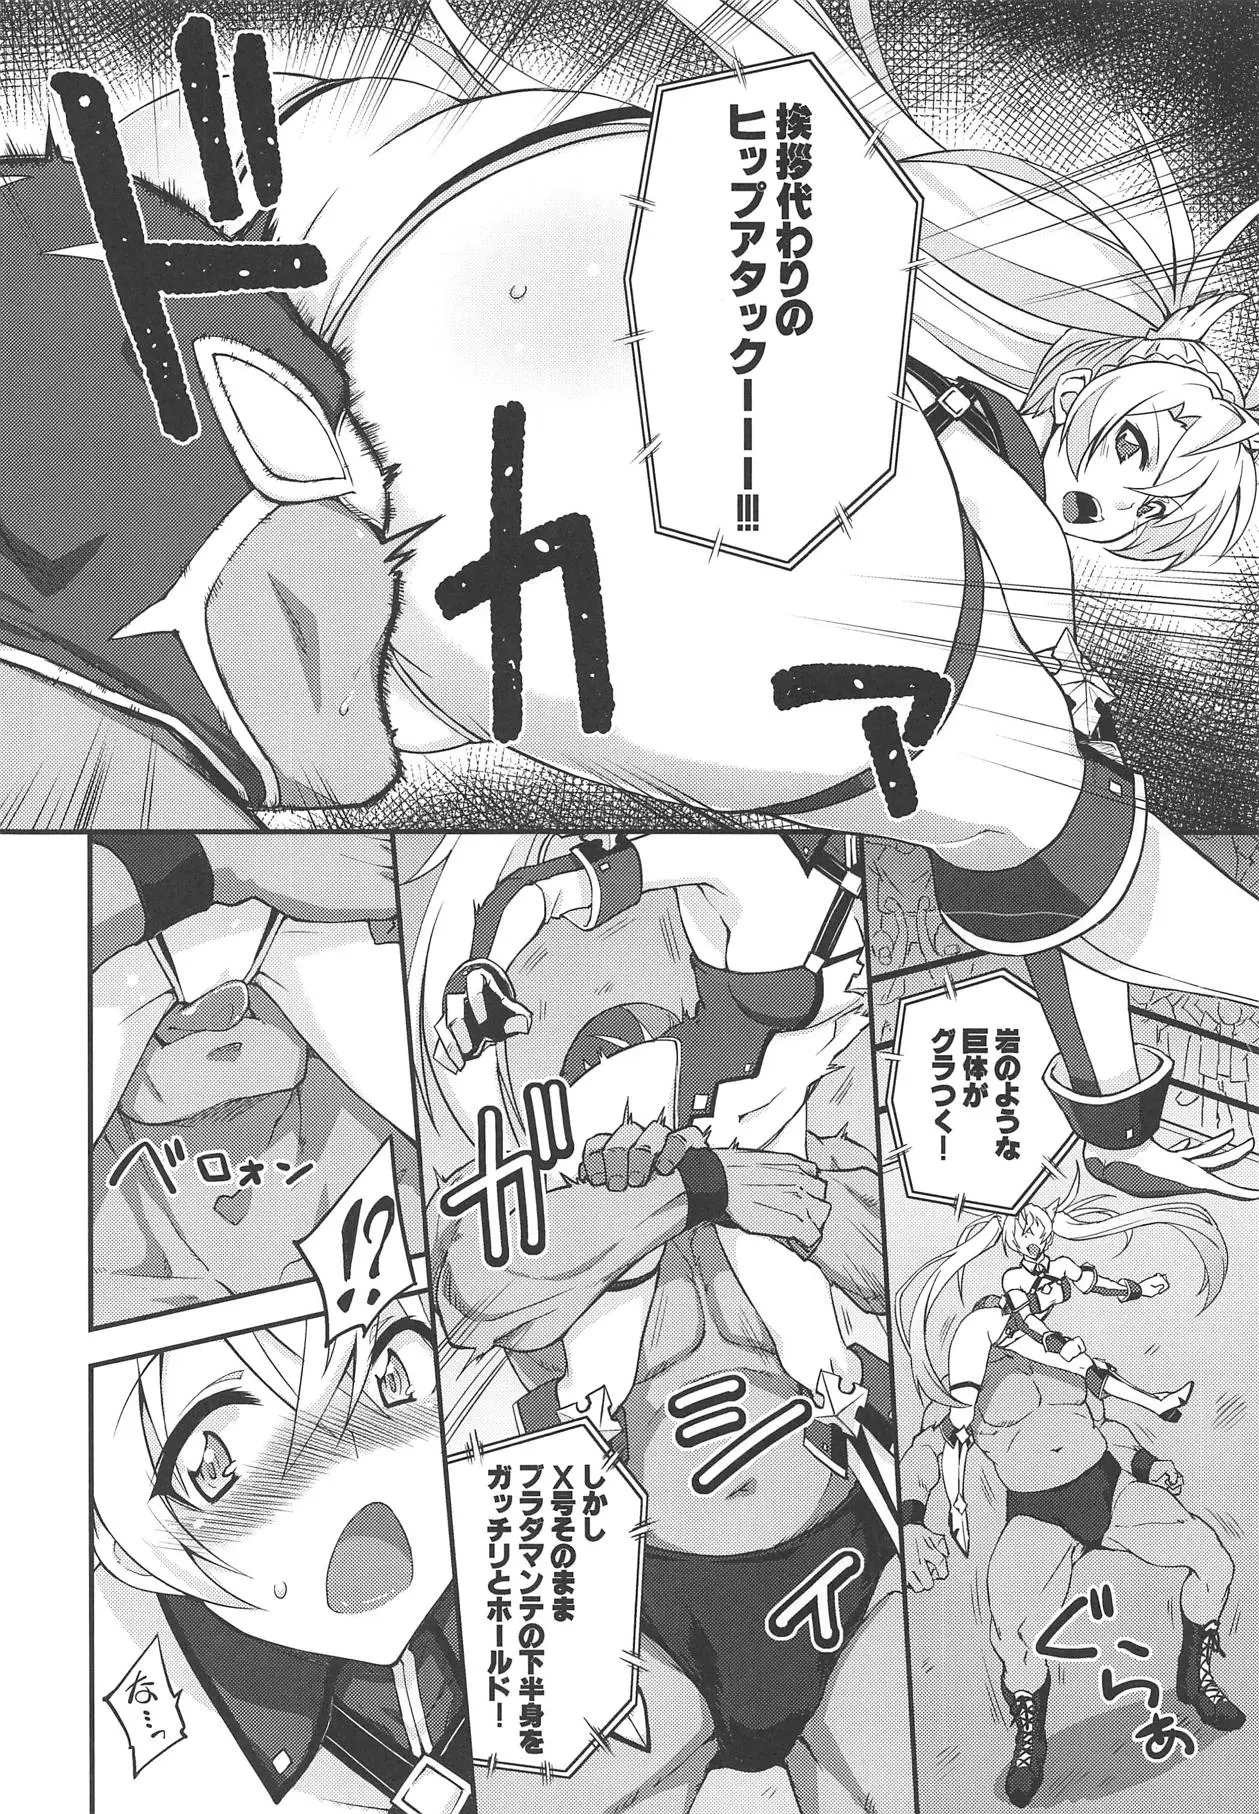 挨拶代わりの
ヒップアタックーーー!!!
ドカァ
岩のような
巨体が
グラつく!
ぐらぁ
ガシィ
しかし
X号そのまま
ブラダマンテの下半身を
ガッチリとホールド!
ベロォン
!?
な…っ